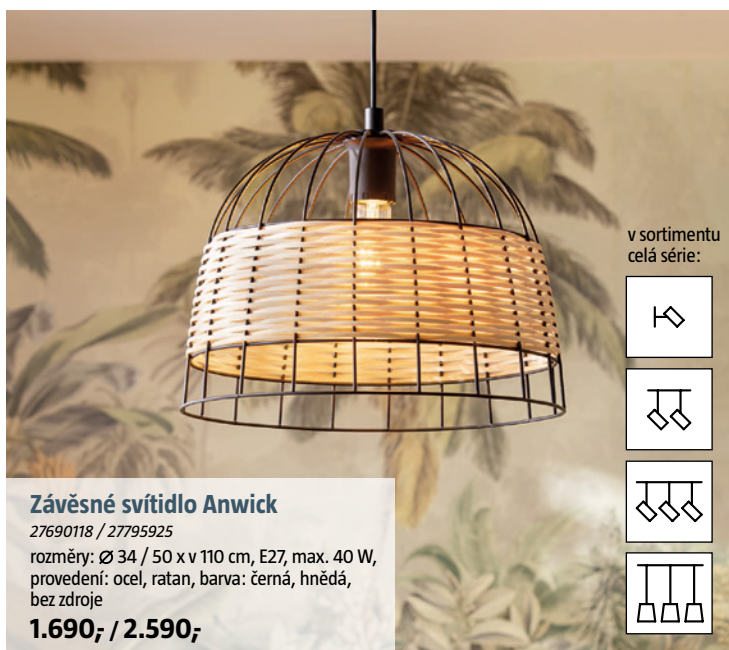 v sortimentu
celá série:
Závěsné svítidlo Anwick
27690118 / 27795925
rozměry: Ø 34 / 50 x v 110 cm, E27, max. 40 W,
provedení: ocel, ratan, barva: černá, hnědá,
bez zdroje
1.690,- / 2.590,-